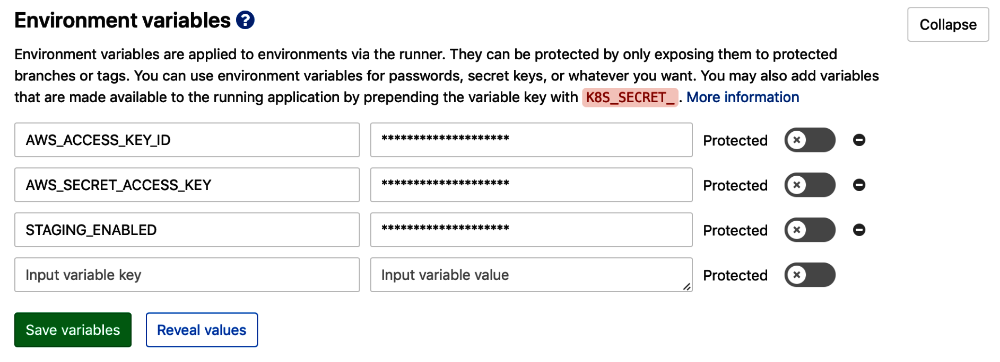 Environment variables ?
Collapse
Environment variables are applied to environments via the runner. They can be protected by only exposing them to protected
branches or tags. You can use environment variables for passwords, secret keys, or whatever you want. You may also add variables
that are made available to the running application by prepending the variable key with K8S_SECRET_. More information
AWS_ACCESS_KEY_ID ******************** Protected
AWS_SECRET_ACCESS_KEY ******************** Protected
STAGING_ENABLED ******************** Protected
Input variable key Input variable value Protected
Save variables Reveal values